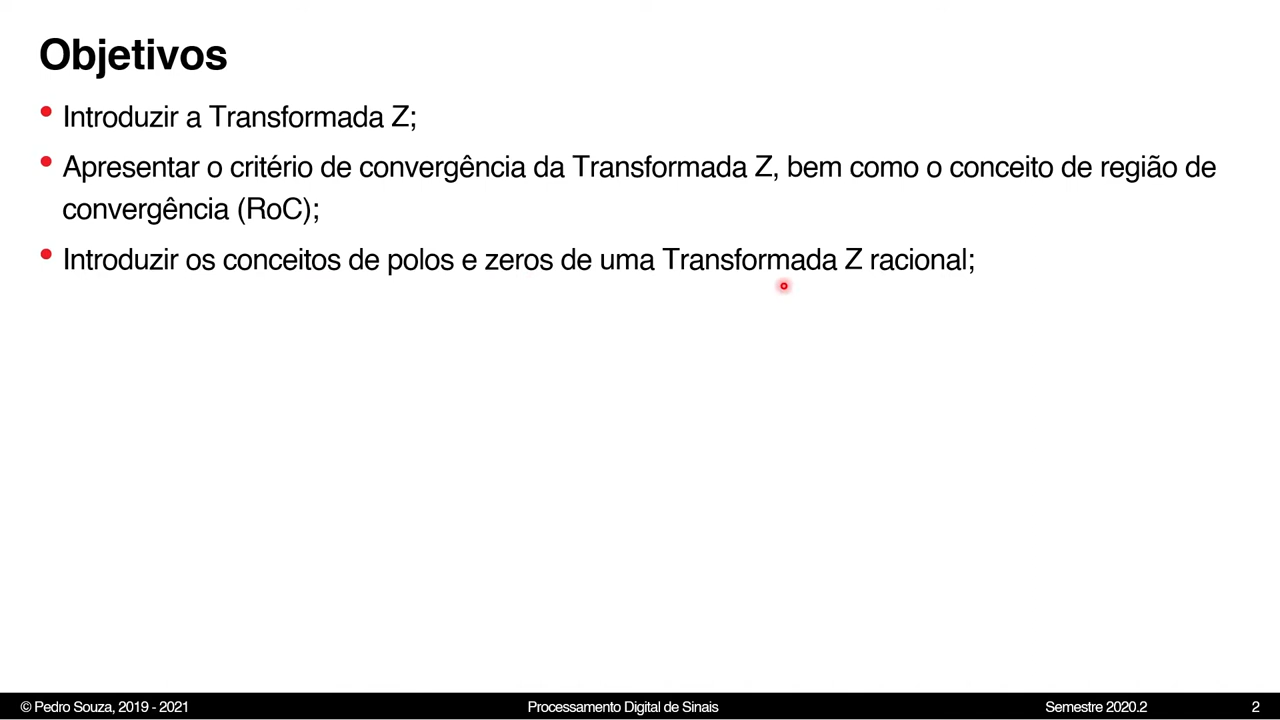 Objetivos
Introduzir a Transformada Z;
Apresentar o critério de convergência da Transformada Z, bem como o conceito de região de
convergência (RoC);
Introduzir os conceitos de polos e zeros de uma Transformada Z racional;
© Pedro Souza, 2019 - 2021 Processamento Digital de Sinais Semestre 2020.2 2